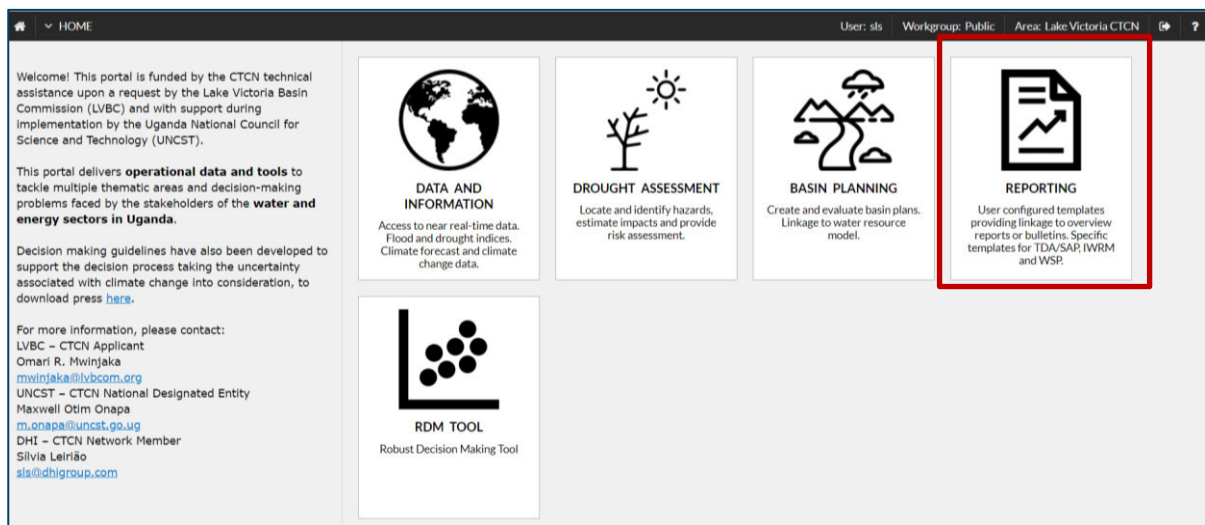 HOME
User: sls Workgroup: Public Area: Lake Victoria CTCN ?
Welcome! This portal is funded by the CTCN technical
assistance upon a request by the Lake Victoria Basin
Commission (LVBC) and with support during
implementation by the Uganda National Council for
Science and Technology (UNCST).
This portal delivers operational data and tools to
tackle multiple thematic areas and decision-making
problems faced by the stakeholders of the water and
energy sectors in Uganda.
Decision making guidelines have also been developed to
support the decision process taking the uncertainty
associated with climate change into consideration, to
download press here.
For more information, please contact:
LVBC – CTCN Applicant
Omari R. Mwinjaka
mwinjaka@lvbcom.org
UNCST – CTCN National Designated Entity
Maxwell Otim Onapa
m.onapa@uncst.go.ug
DHI – CTCN Network Member
Sílvia Leirião
sls@dhigroup.com
DATA AND
INFORMATION
Access to near real-time data.
Flood and drought indices.
Climate forecast and climate
change data.
DROUGHT ASSESSMENT
Locate and identify hazards,
estimate impacts and provide
risk assessment.
BASIN PLANNING
Create and evaluate basin plans.
Linkage to water resource
model.
REPORTING
User configured templates
providing linkage to overview
reports or bulletins. Specific
templates for TDA/SAP, IWRM
and WSP.
RDM TOOL
Robust Decision Making Tool